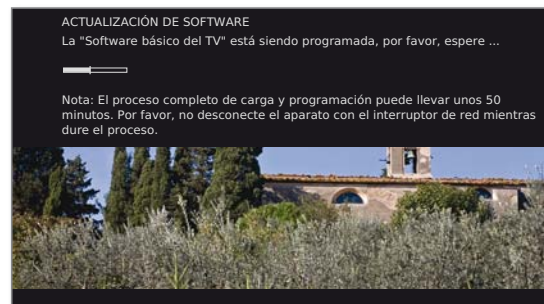 ACTUALIZACIÓN DE SOFTWARE
La "Software básico del TV" está siendo programada, por favor, espere ...
Nota: El proceso completo de carga y programación puede llevar unos 50
minutos. Por favor, no desconecte el aparato con el interruptor de red mientras
dure el proceso.